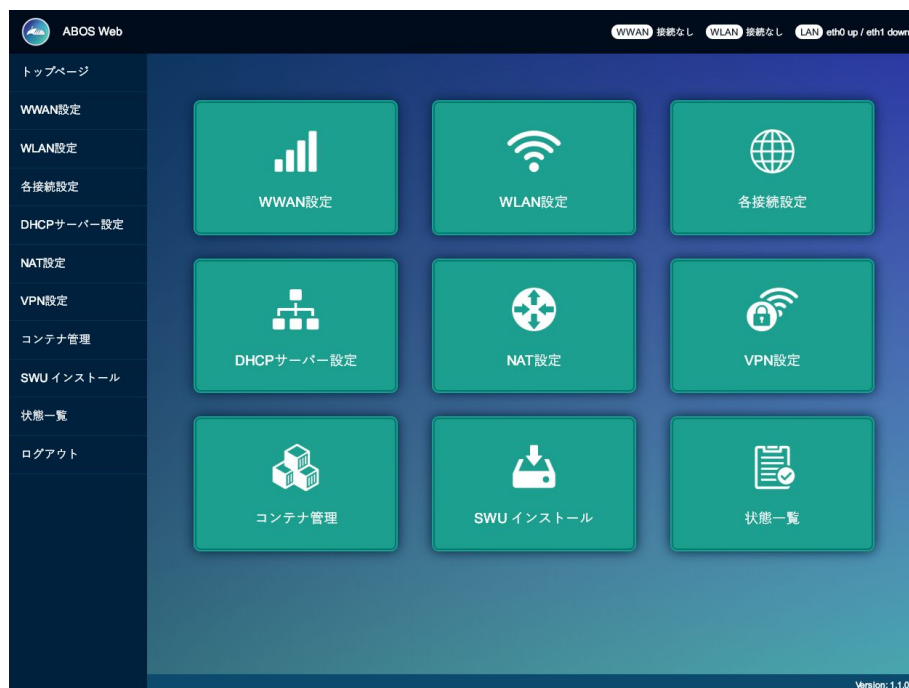 ABOS Web
WWAN 接続なし WLAN 接続なし LAN eth0 up / eth1 down
トップページ
WWAN設定
WLAN設定
各接続設定
DHCPサーバー設定
NAT設定
VPN設定
コンテナ管理
SWU インストール
状態一覧
ログアウト
WWAN設定
WLAN設定
各接続設定
DHCPサーバー設定
NAT設定
VPN設定
コンテナ管理
SWU インストール
状態一覧
Version: 1.1.0